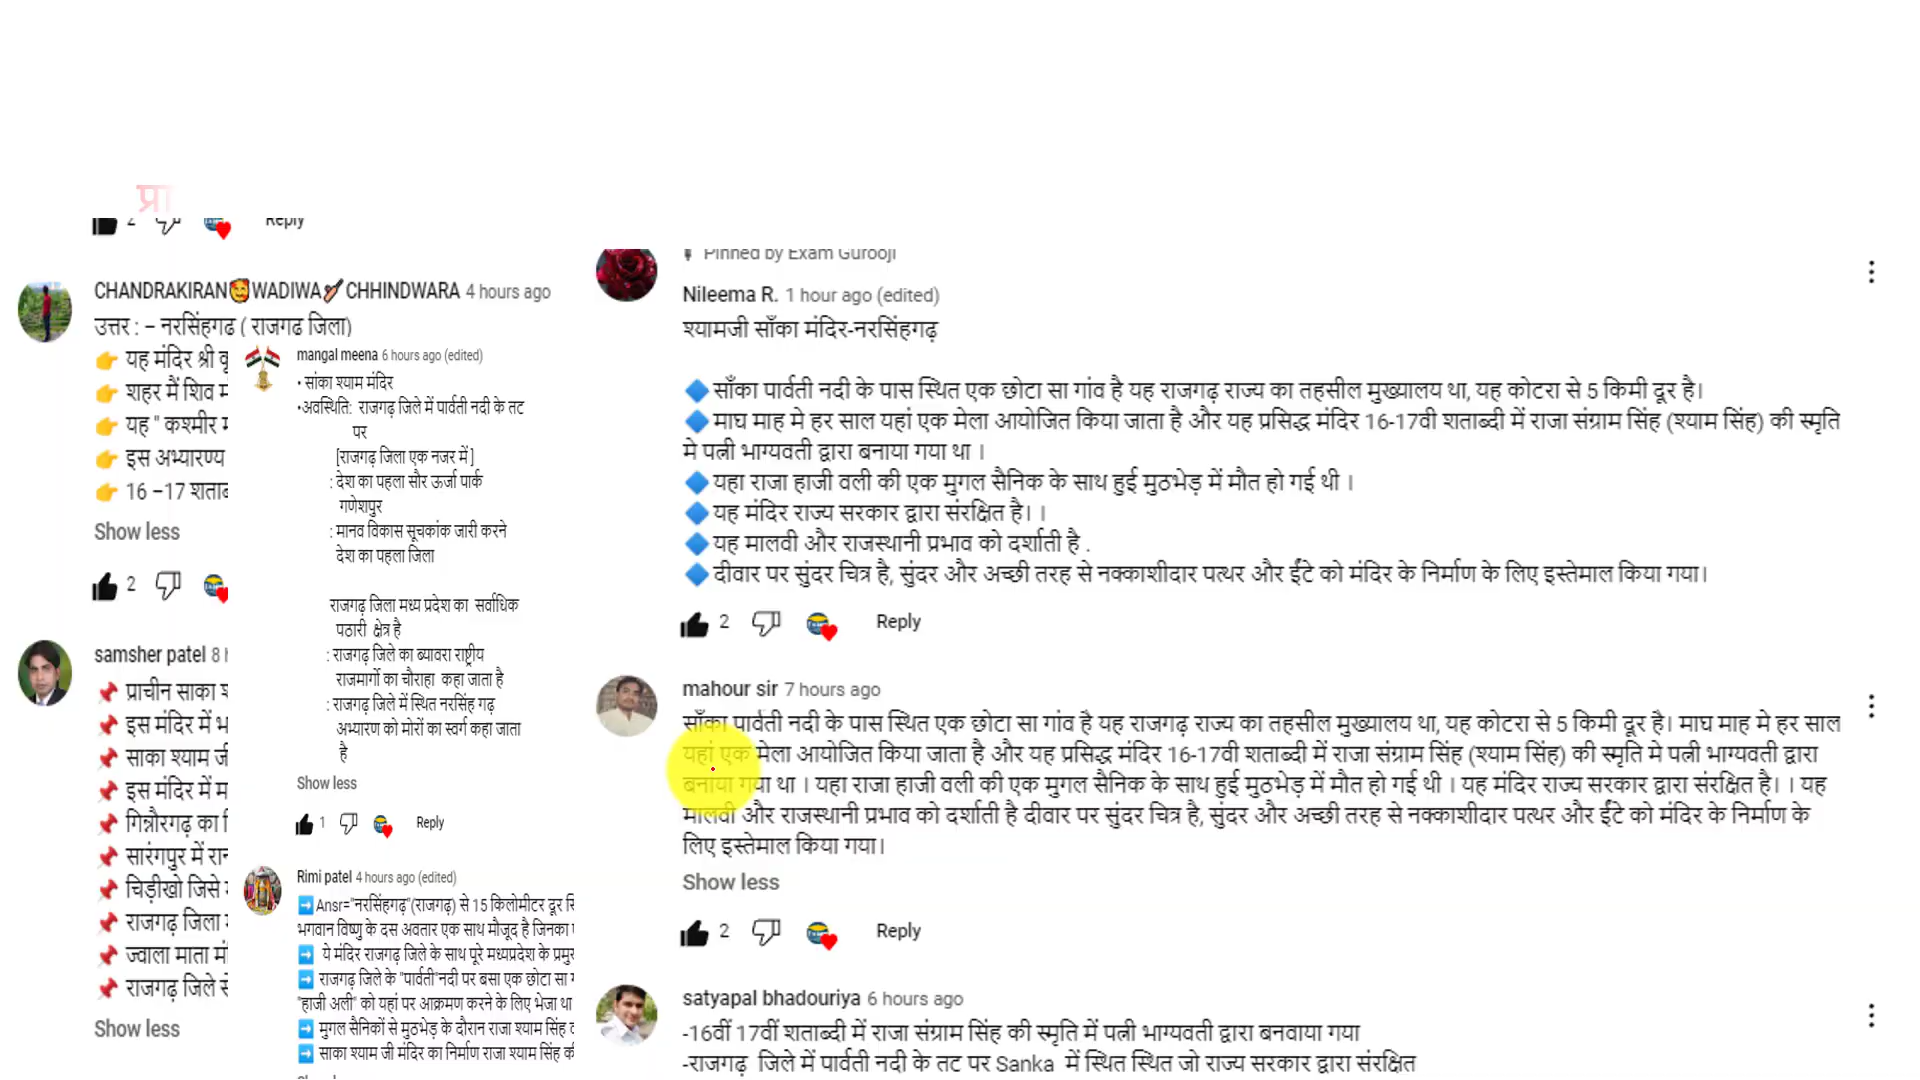 प्रा
2 Reply
CHANDRAKIRAN🥰WADIWA🏏CHHINDWARA 4 hours ago
उत्तर : – नरसिंहगढ ( राजगढ जिला)
👉 यह मंदिर श्री
👉 शहर मैं शिव
👉 यह " कश्मीर
👉 इस अभ्यारण्य
👉 16 –17
Show less
2
samsher patel 8
📌 प्राचीन साका
📌 इस मंदिर में
📌 साका श्याम जी
📌 इस मंदिर में
📌 गिन्नौरगढ़ का
📌 सारंगपुर में
📌 चिड़ीखो जिसे
📌 राजगढ़ जिला
📌 ज्वाला माता
📌 राजगढ़ जिले
Show less
mangal meena 6 hours ago (edited)
• सांका श्याम मंदिर
•अवस्थिति: राजगढ़ जिले में पार्वती नदी के तट
पर
[राजगढ़ जिला एक नजर में ]
: देश का पहला सौर ऊर्जा पार्क
गणेशपुर
: मानव विकास सूचकांक जारी करने
देश का पहला जिला
राजगढ़ जिला मध्य प्रदेश का सर्वाधिक
पठारी क्षेत्र है
: राजगढ़ जिले का ब्यावरा राष्ट्रीय
राजमार्गो का चौराहा कहा जाता है
: राजगढ़ जिले में स्थित नरसिंह गढ़
अभ्यारण को मोरों का स्वर्ग कहा जाता
है
Show less
1 Reply
Rimi patel 4 hours ago (edited)
➡️Ansr="नरसिंहगढ़"(राजगढ़) से 15 किलोमीटर दूर
भगवान विष्णु के दस अवतार एक साथ मौजूद है जिनका
➡️ ये मंदिर राजगढ़ जिले के साथ पूरे मध्यप्रदेश के
➡️ राजगढ़ जिले के "पार्वती"नदी पर बसा एक छोटा सा
"हाजी अली" को यहां पर आक्रमण करने के लिए भेजा था
➡️ मुगल सैनिकों से मुठभेड़ के दौरान राजा श्याम सिंह
➡️ साका श्याम जी मंदिर का निर्माण राजा श्याम सिंह
Pinned by Exam Gurooji
Nileema R. 1 hour ago (edited)
श्यामजी साँका मंदिर-नरसिंहगढ़
🔷साँका पार्वती नदी के पास स्थित एक छोटा सा गांव है यह राजगढ़ राज्य का तहसील मुख्यालय था, यह कोटरा से 5 किमी दूर है।
🔷माघ माह मे हर साल यहां एक मेला आयोजित किया जाता है और यह प्रसिद्ध मंदिर 16-17वी शताब्दी में राजा संग्राम सिंह (श्याम सिंह) की स्मृति
मे पत्नी भाग्यवती द्वारा बनाया गया था ।
🔷यहा राजा हाजी वली की एक मुगल सैनिक के साथ हुई मुठभेड़ में मौत हो गई थी ।
🔷यह मंदिर राज्य सरकार द्वारा संरक्षित है। ।
🔷यह मालवी और राजस्थानी प्रभाव को दर्शाती है .
🔷दीवार पर सुंदर चित्र है, सुंदर और अच्छी तरह से नक्काशीदार पत्थर और ईंटे को मंदिर के निर्माण के लिए इस्तेमाल किया गया।
2 Reply
mahour sir 7 hours ago
साँका पार्वती नदी के पास स्थित एक छोटा सा गांव है यह राजगढ़ राज्य का तहसील मुख्यालय था, यह कोटरा से 5 किमी दूर है। माघ माह मे हर साल
यहां एक मेला आयोजित किया जाता है और यह प्रसिद्ध मंदिर 16-17वी शताब्दी में राजा संग्राम सिंह (श्याम सिंह) की स्मृति मे पत्नी भाग्यवती द्वारा
बनाया गया था । यहा राजा हाजी वली की एक मुगल सैनिक के साथ हुई मुठभेड़ में मौत हो गई थी । यह मंदिर राज्य सरकार द्वारा संरक्षित है। । यह
मालवी और राजस्थानी प्रभाव को दर्शाती है दीवार पर सुंदर चित्र है, सुंदर और अच्छी तरह से नक्काशीदार पत्थर और ईंटे को मंदिर के निर्माण के
लिए इस्तेमाल किया गया।
Show less
2 Reply
satyapal bhadouriya 6 hours ago
-16वीं 17वीं शताब्दी में राजा संग्राम सिंह की स्मृति में पत्नी भाग्यवती द्वारा बनवाया गया
-राजगढ़ जिले में पार्वती नदी के तट पर Sanka में स्थित स्थित जो राज्य सरकार द्वारा संरक्षित